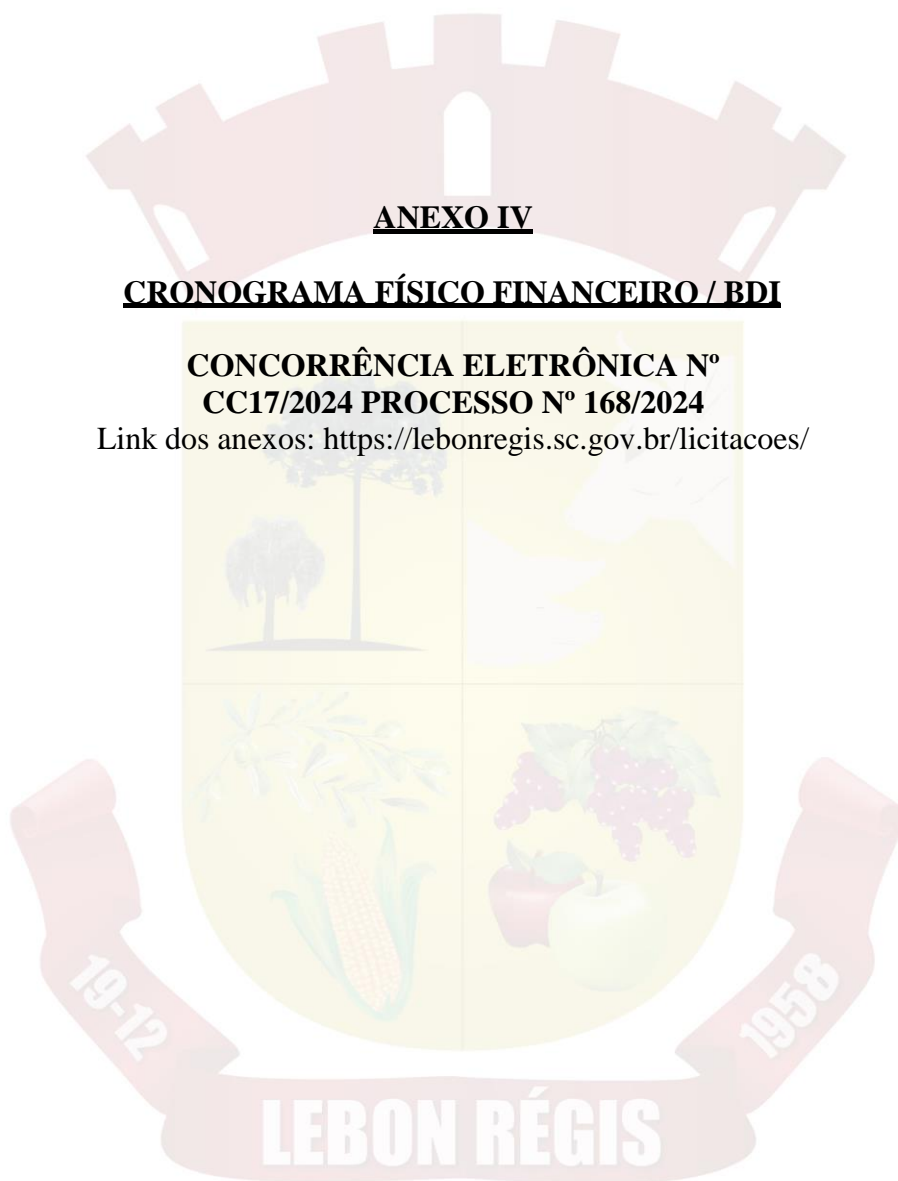 ANEXO IV
CRONOGRAMA FÍSICO FINANCEIRO / BDI
CONCORRÊNCIA ELETRÔNICA Nº
CC17/2024 PROCESSO Nº 168/2024
Link dos anexos: https://lebonregis.sc.gov.br/licitacoes/
19-12
1958
LEBON RÉGIS